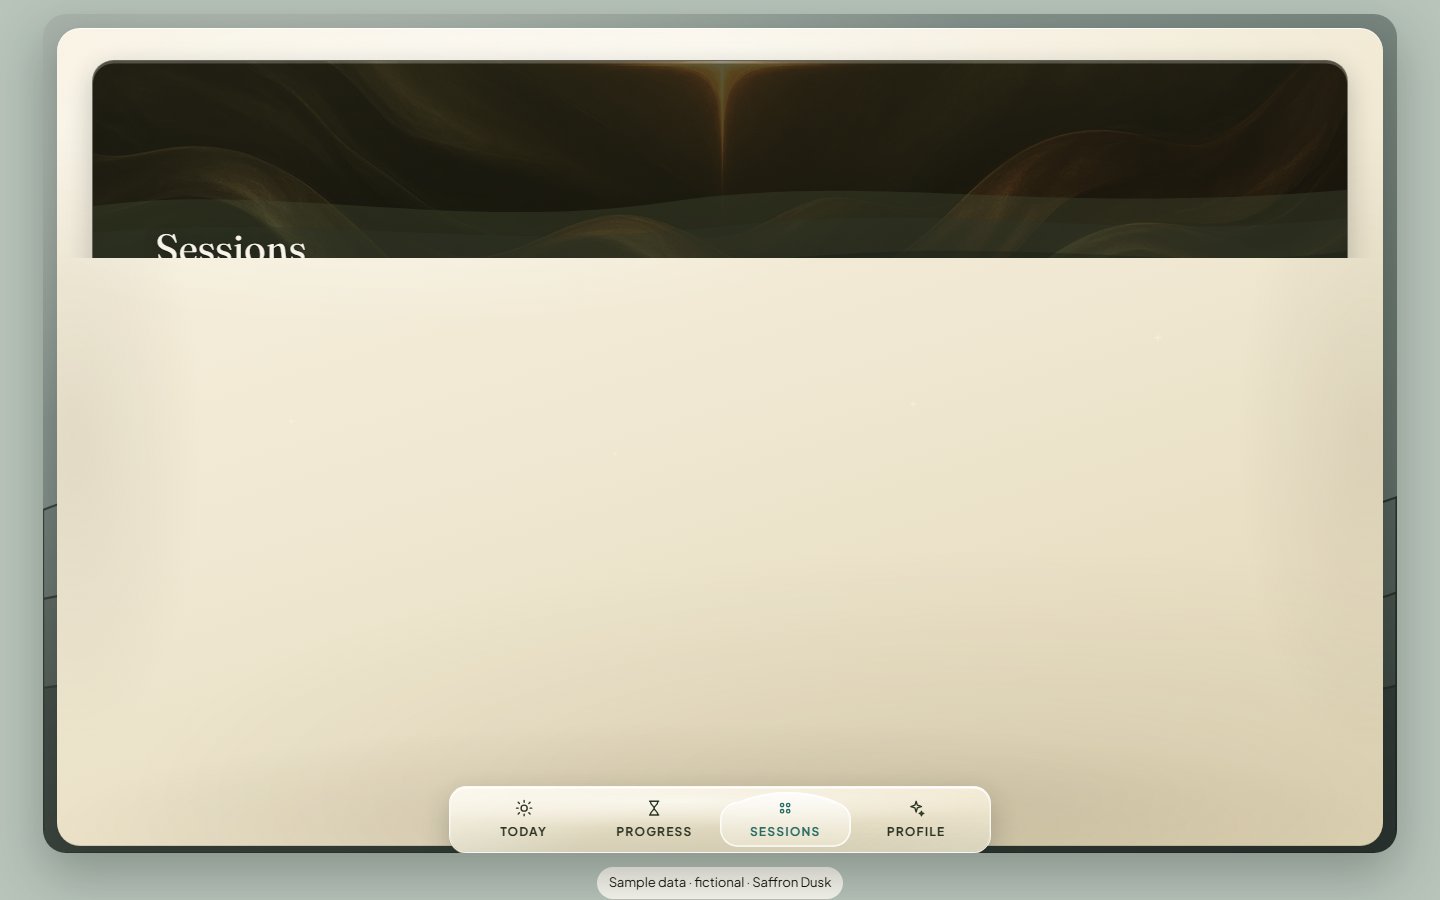 Sessions
TODAY
PROGRESS
SESSIONS
PROFILE
Sample data · fictional · Saffron Dusk